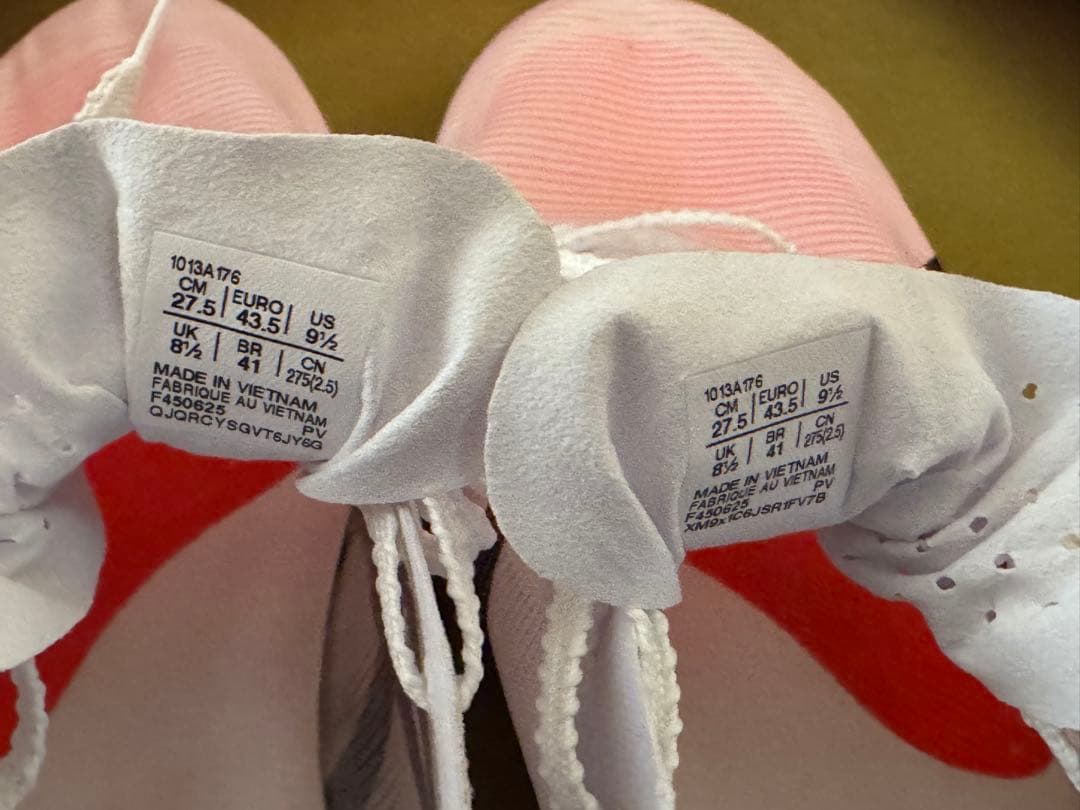 1013A176
CM | EURO | US
27.5 | 43.5 | 9½
UK | BR | CN
8½ | 41 | 275(2.5)
MADE IN VIETNAM
FABRIQUE AU VIETNAM
F450625 PV
QJQRCYSGVT6JY6G
1013A176
CM | EURO | US
27.5 | 43.5 | 9½
UK | BR | CN
8½ | 41 | 275(2.5)
MADE IN VIETNAM
FABRIQUE AU VIETNAM
F450625 PV